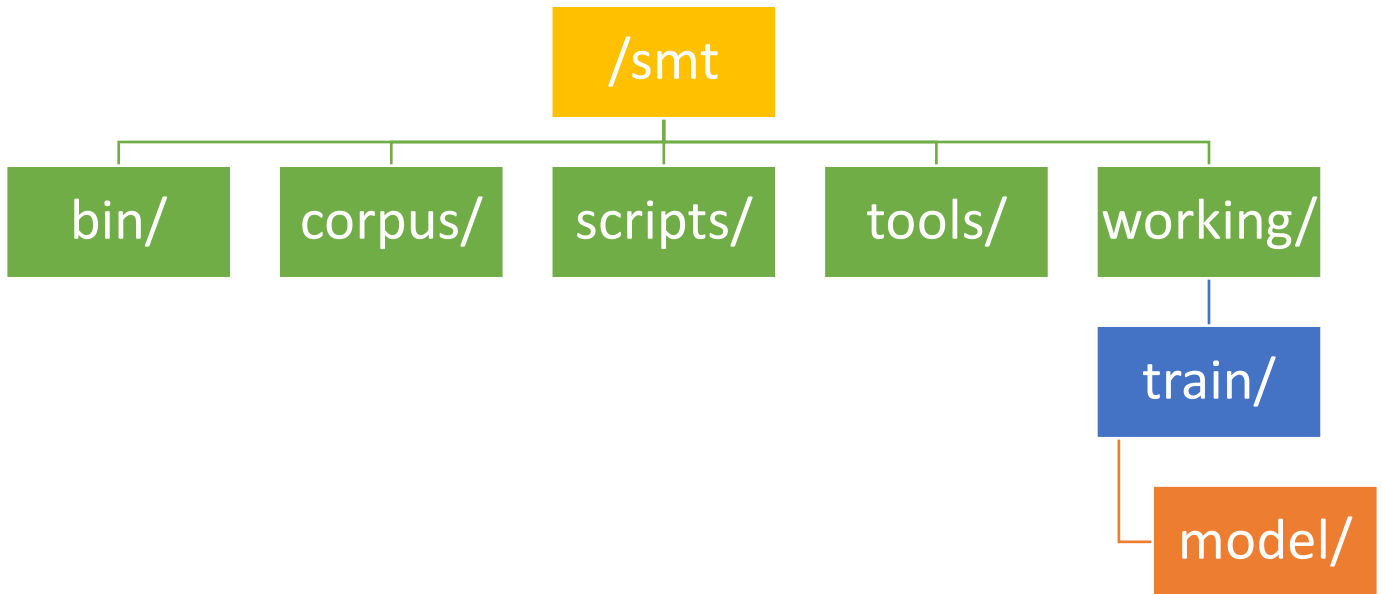 /smt
bin/
corpus/
scripts/
tools/
working/
train/
model/